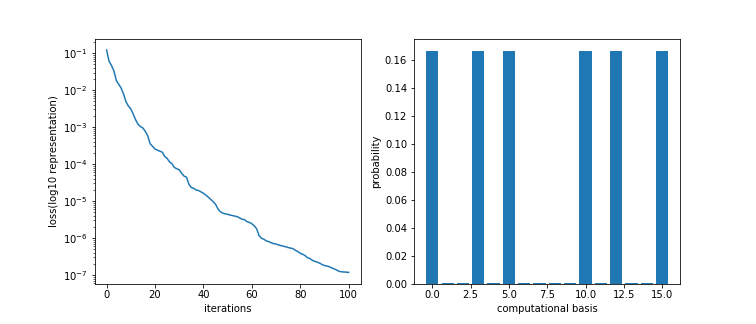 10⁻¹
10⁻²
10⁻³
10⁻⁴
10⁻⁵
10⁻⁶
10⁻⁷
loss(log10 representation)
0 20 40 60 80 100
iterations
0.16
0.14
0.12
0.10
0.08
0.06
0.04
0.02
0.00
probability
0.0 2.5 5.0 7.5 10.0 12.5 15.0
computational basis